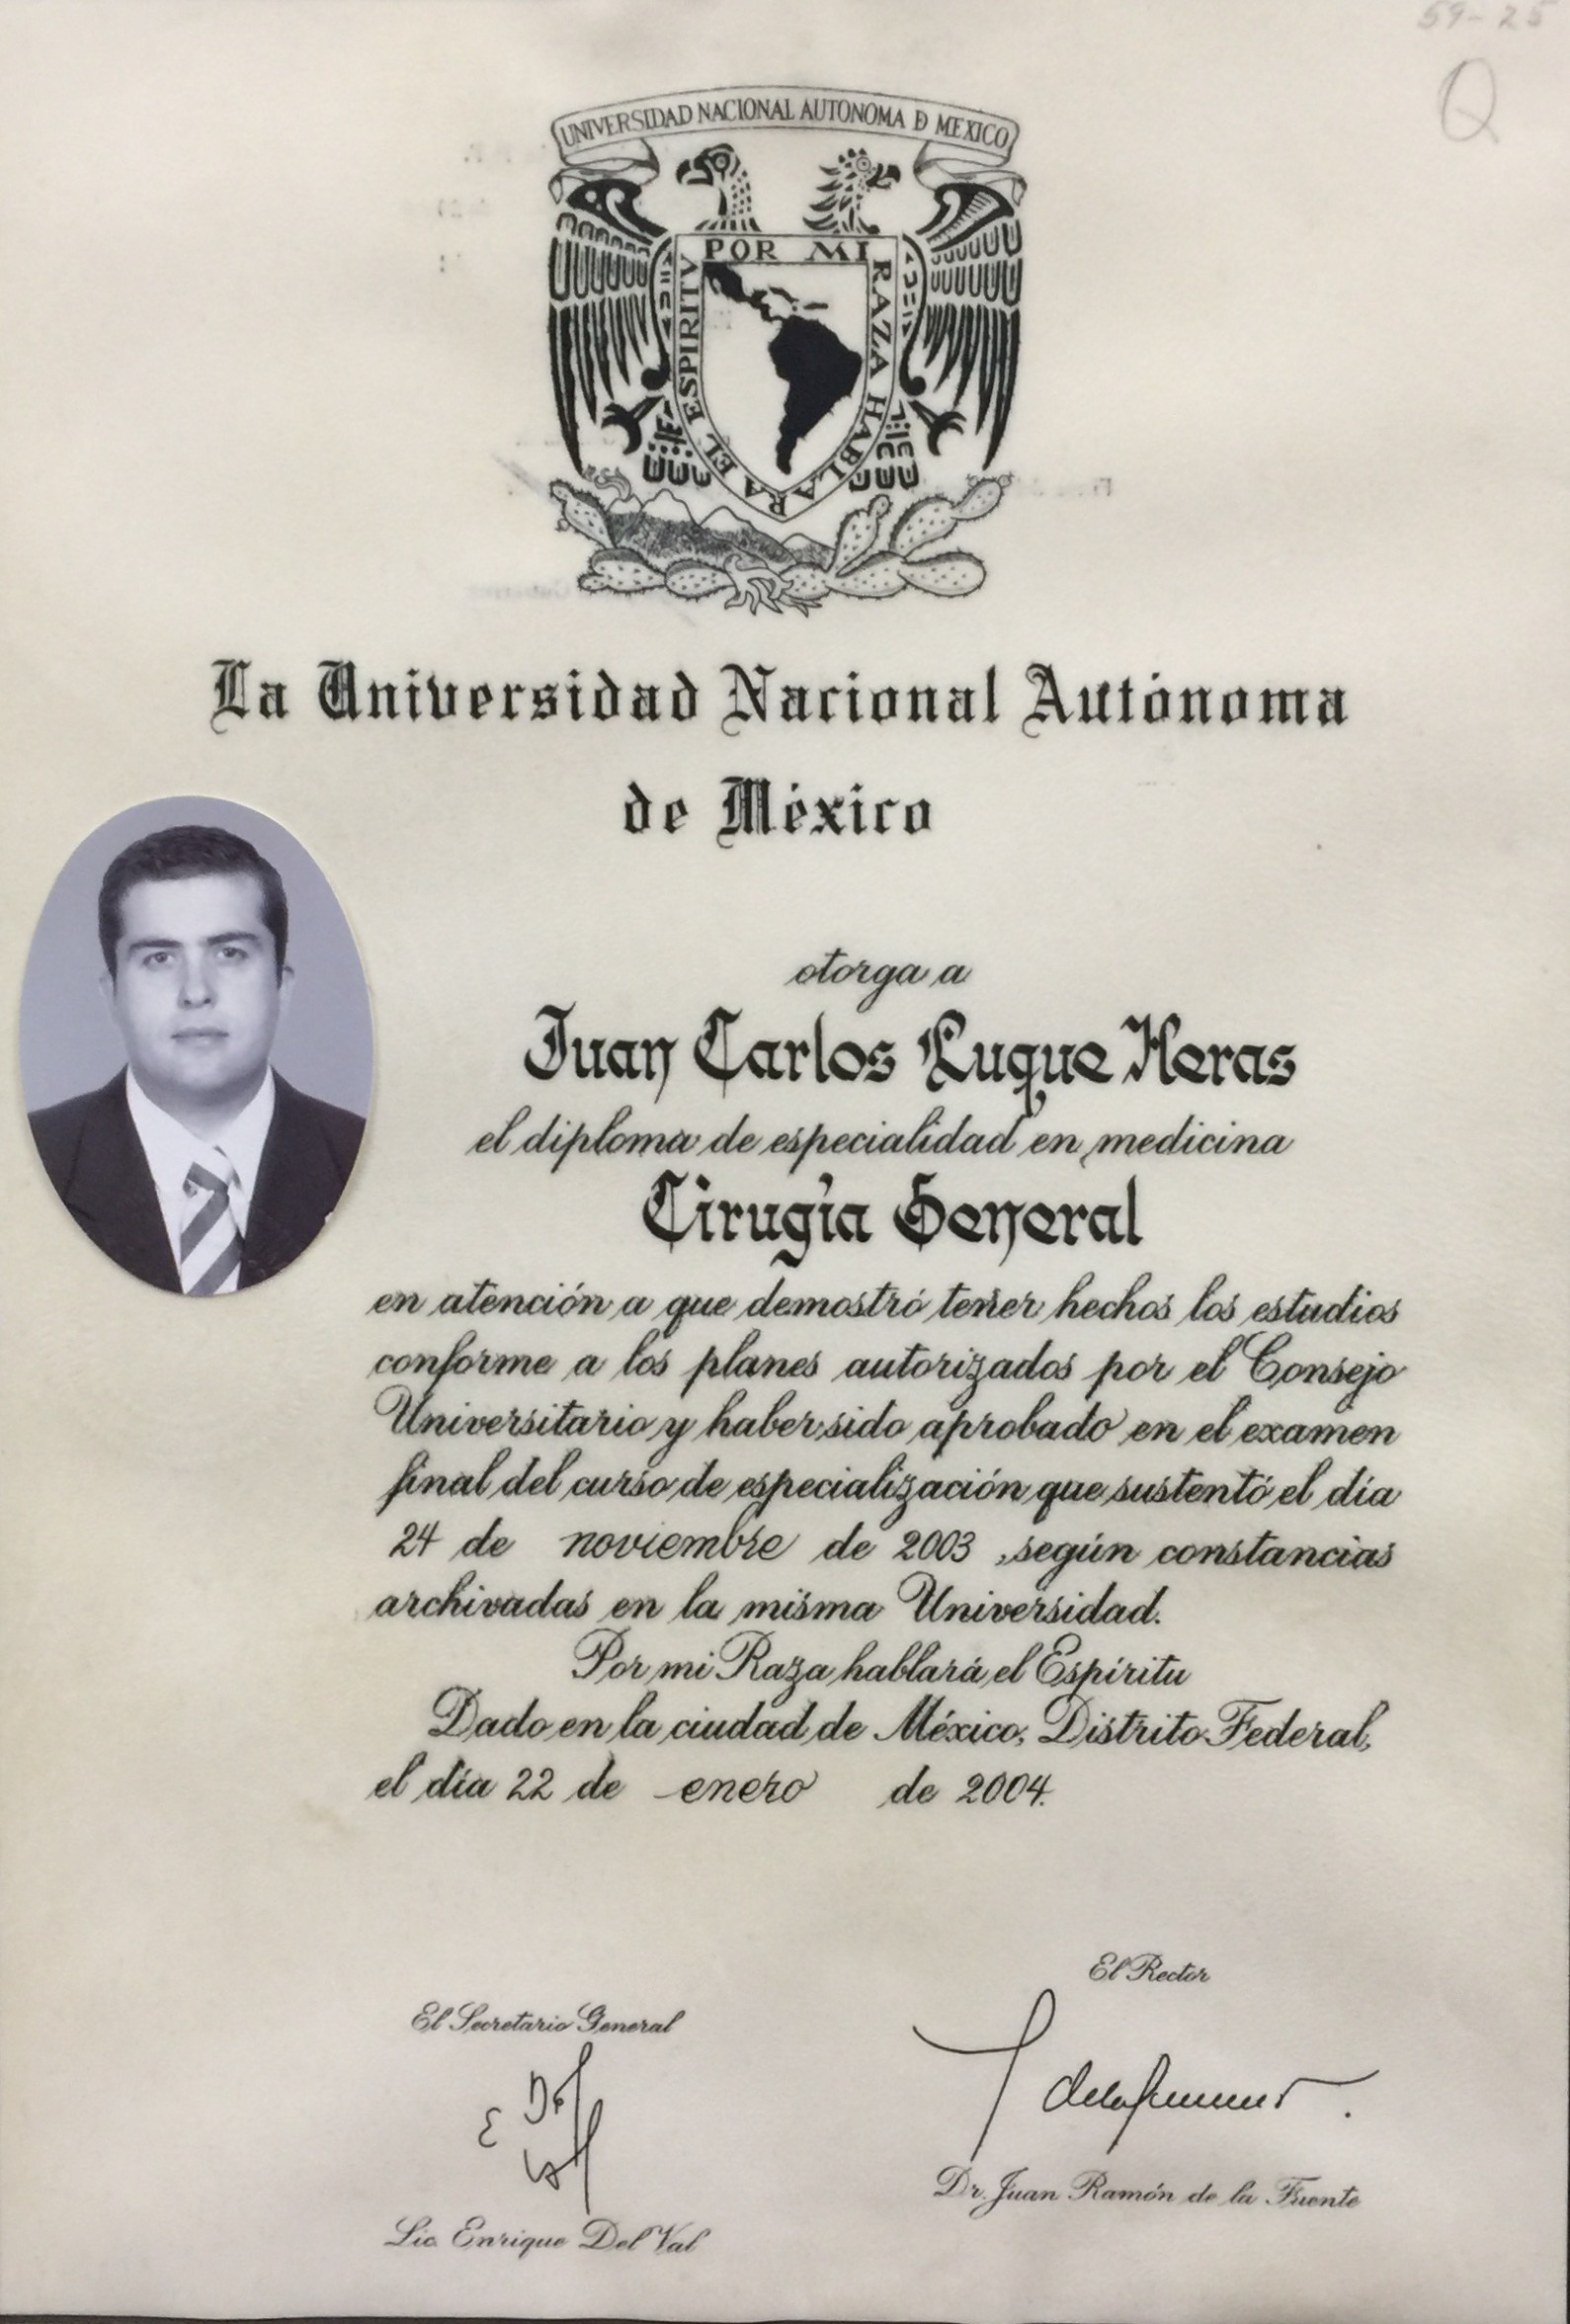 59-25
Q
UNIVERSIDAD NACIONAL AUTONOMA D MEXICO
POR MI RAZA HABLARA EL ESPIRITV
La Universidad Nacional Autónoma
de México
otorga a
Juan Carlos Luque Heras
el diploma de especialidad en medicina
Cirugía General
en atención a que demostró tener hechos los estudios
conforme a los planes autorizados por el Consejo
Universitario y haber sido aprobado en el examen
final del curso de especialización que sustentó el día
24 de noviembre de 2003, según constancias
archivadas en la misma Universidad.
Por mi Raza hablará el Espíritu
Dado en la ciudad de México, Distrito Federal,
el día 22 de enero de 2004.
El Rector
El Secretario General
Dr. Juan Ramón de la Fuente
Lic. Enrique Del Val